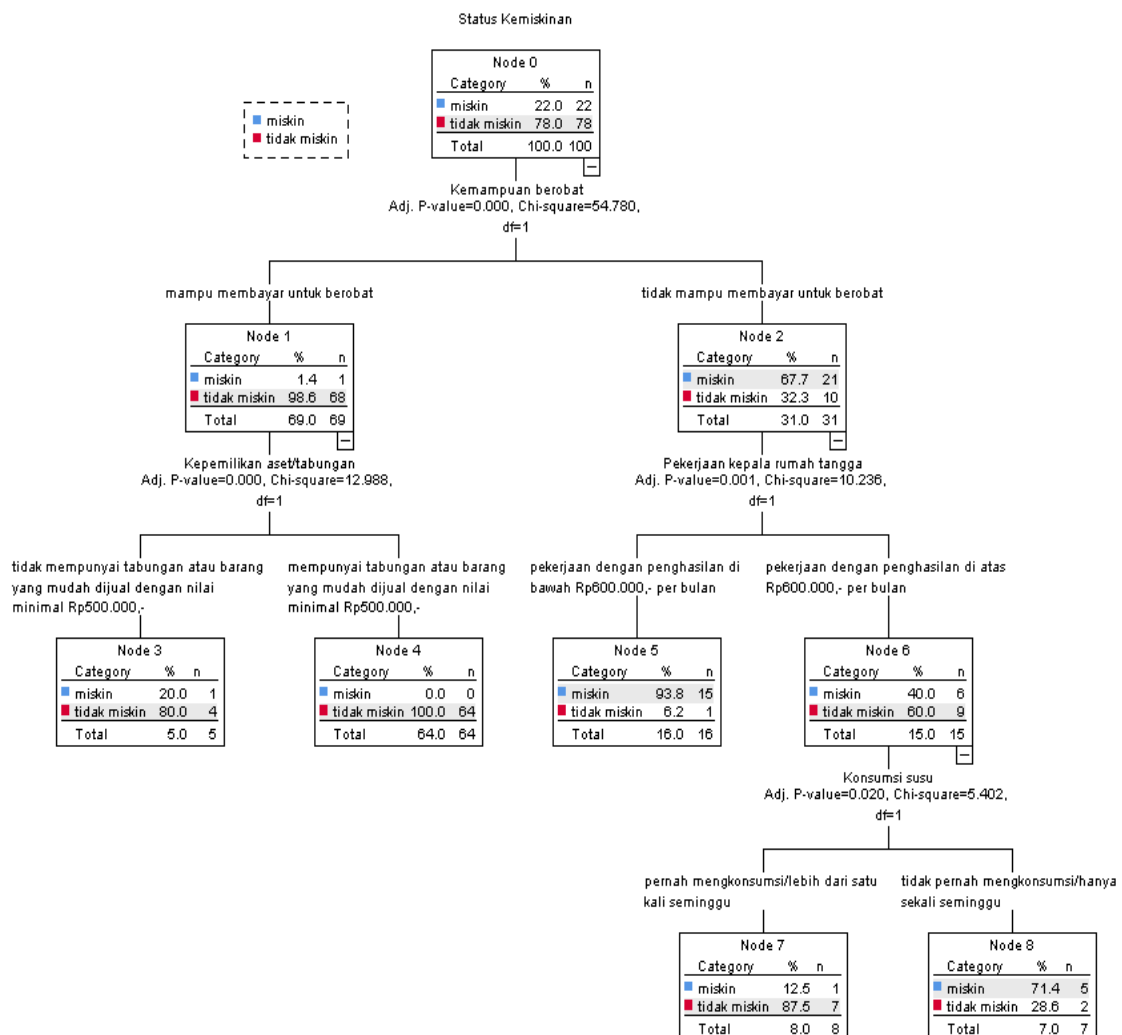 Status Kemiskinan
Node 0
Category % n
miskin 22.0 22
tidak miskin 78.0 78
Total 100.0 100
miskin
tidak miskin
Kemampuan berobat
Adj. P-value=0.000, Chi-square=54.780,
df=1
mampu membayar untuk berobat
tidak mampu membayar untuk berobat
Node 1
Category % n
miskin 1.4 1
tidak miskin 98.6 68
Total 69.0 69
Node 2
Category % n
miskin 67.7 21
tidak miskin 32.3 10
Total 31.0 31
Kepemilikan aset/tabungan
Adj. P-value=0.000, Chi-square=12.988,
df=1
Pekerjaan kepala rumah tangga
Adj. P-value=0.001, Chi-square=10.236,
df=1
tidak mempunyai tabungan atau barang
yang mudah dijual dengan nilai
minimal Rp500.000,-
mempunyai tabungan atau barang
yang mudah dijual dengan nilai
minimal Rp500.000,-
pekerjaan dengan penghasilan di
bawah Rp600.000,- per bulan
pekerjaan dengan penghasilan di atas
Rp600.000,- per bulan
Node 3
Category % n
miskin 20.0 1
tidak miskin 80.0 4
Total 5.0 5
Node 4
Category % n
miskin 0.0 0
tidak miskin 100.0 64
Total 64.0 64
Node 5
Category % n
miskin 93.8 15
tidak miskin 6.2 1
Total 16.0 16
Node 6
Category % n
miskin 40.0 6
tidak miskin 60.0 9
Total 15.0 15
Konsumsi susu
Adj. P-value=0.020, Chi-square=5.402,
df=1
pernah mengkonsumsi/lebih dari satu
kali seminggu
tidak pernah mengkonsumsi/hanya
sekali seminggu
Node 7
Category % n
miskin 12.5 1
tidak miskin 87.5 7
Total 8.0 8
Node 8
Category % n
miskin 71.4 5
tidak miskin 28.6 2
Total 7.0 7